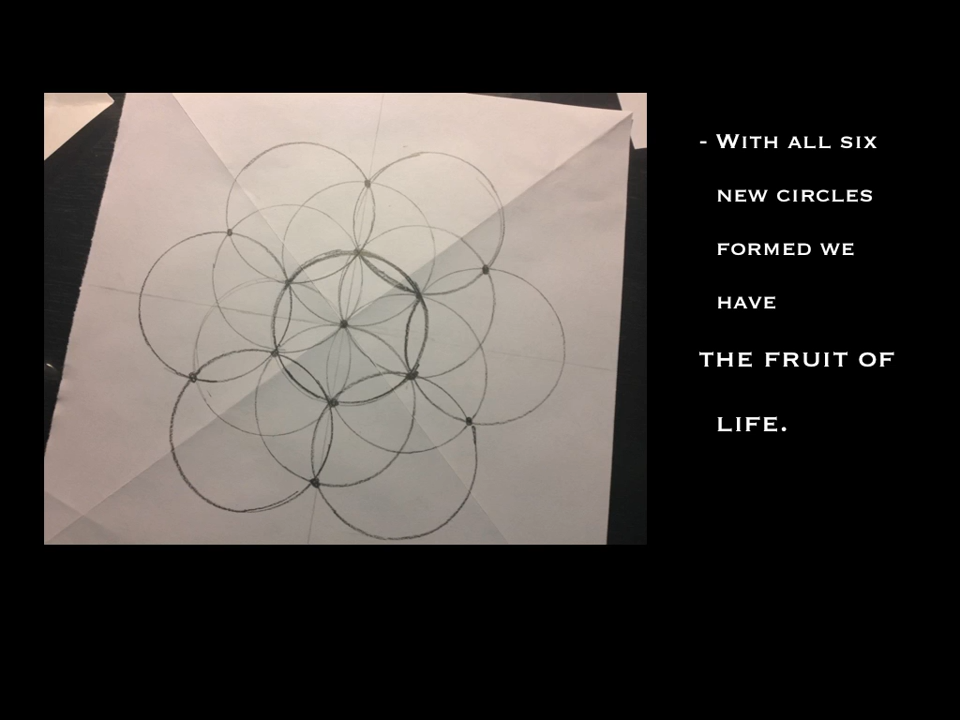 - With all six
new circles
formed we
have
the fruit of
life.